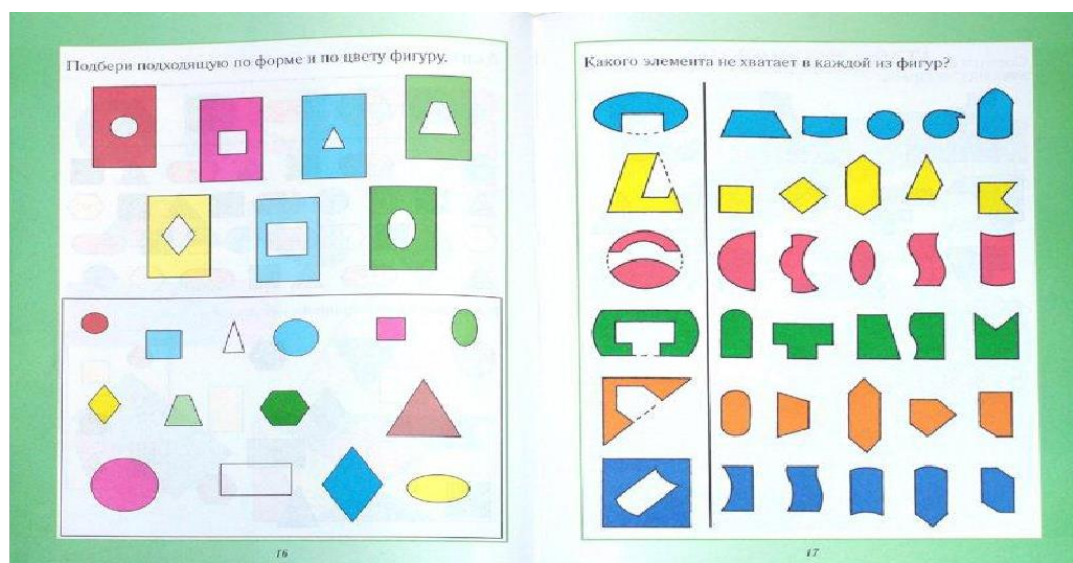 Подбери подходящую по форме и по цвету фигуру.
Какого элемента не хватает в каждой из фигур?
16
17